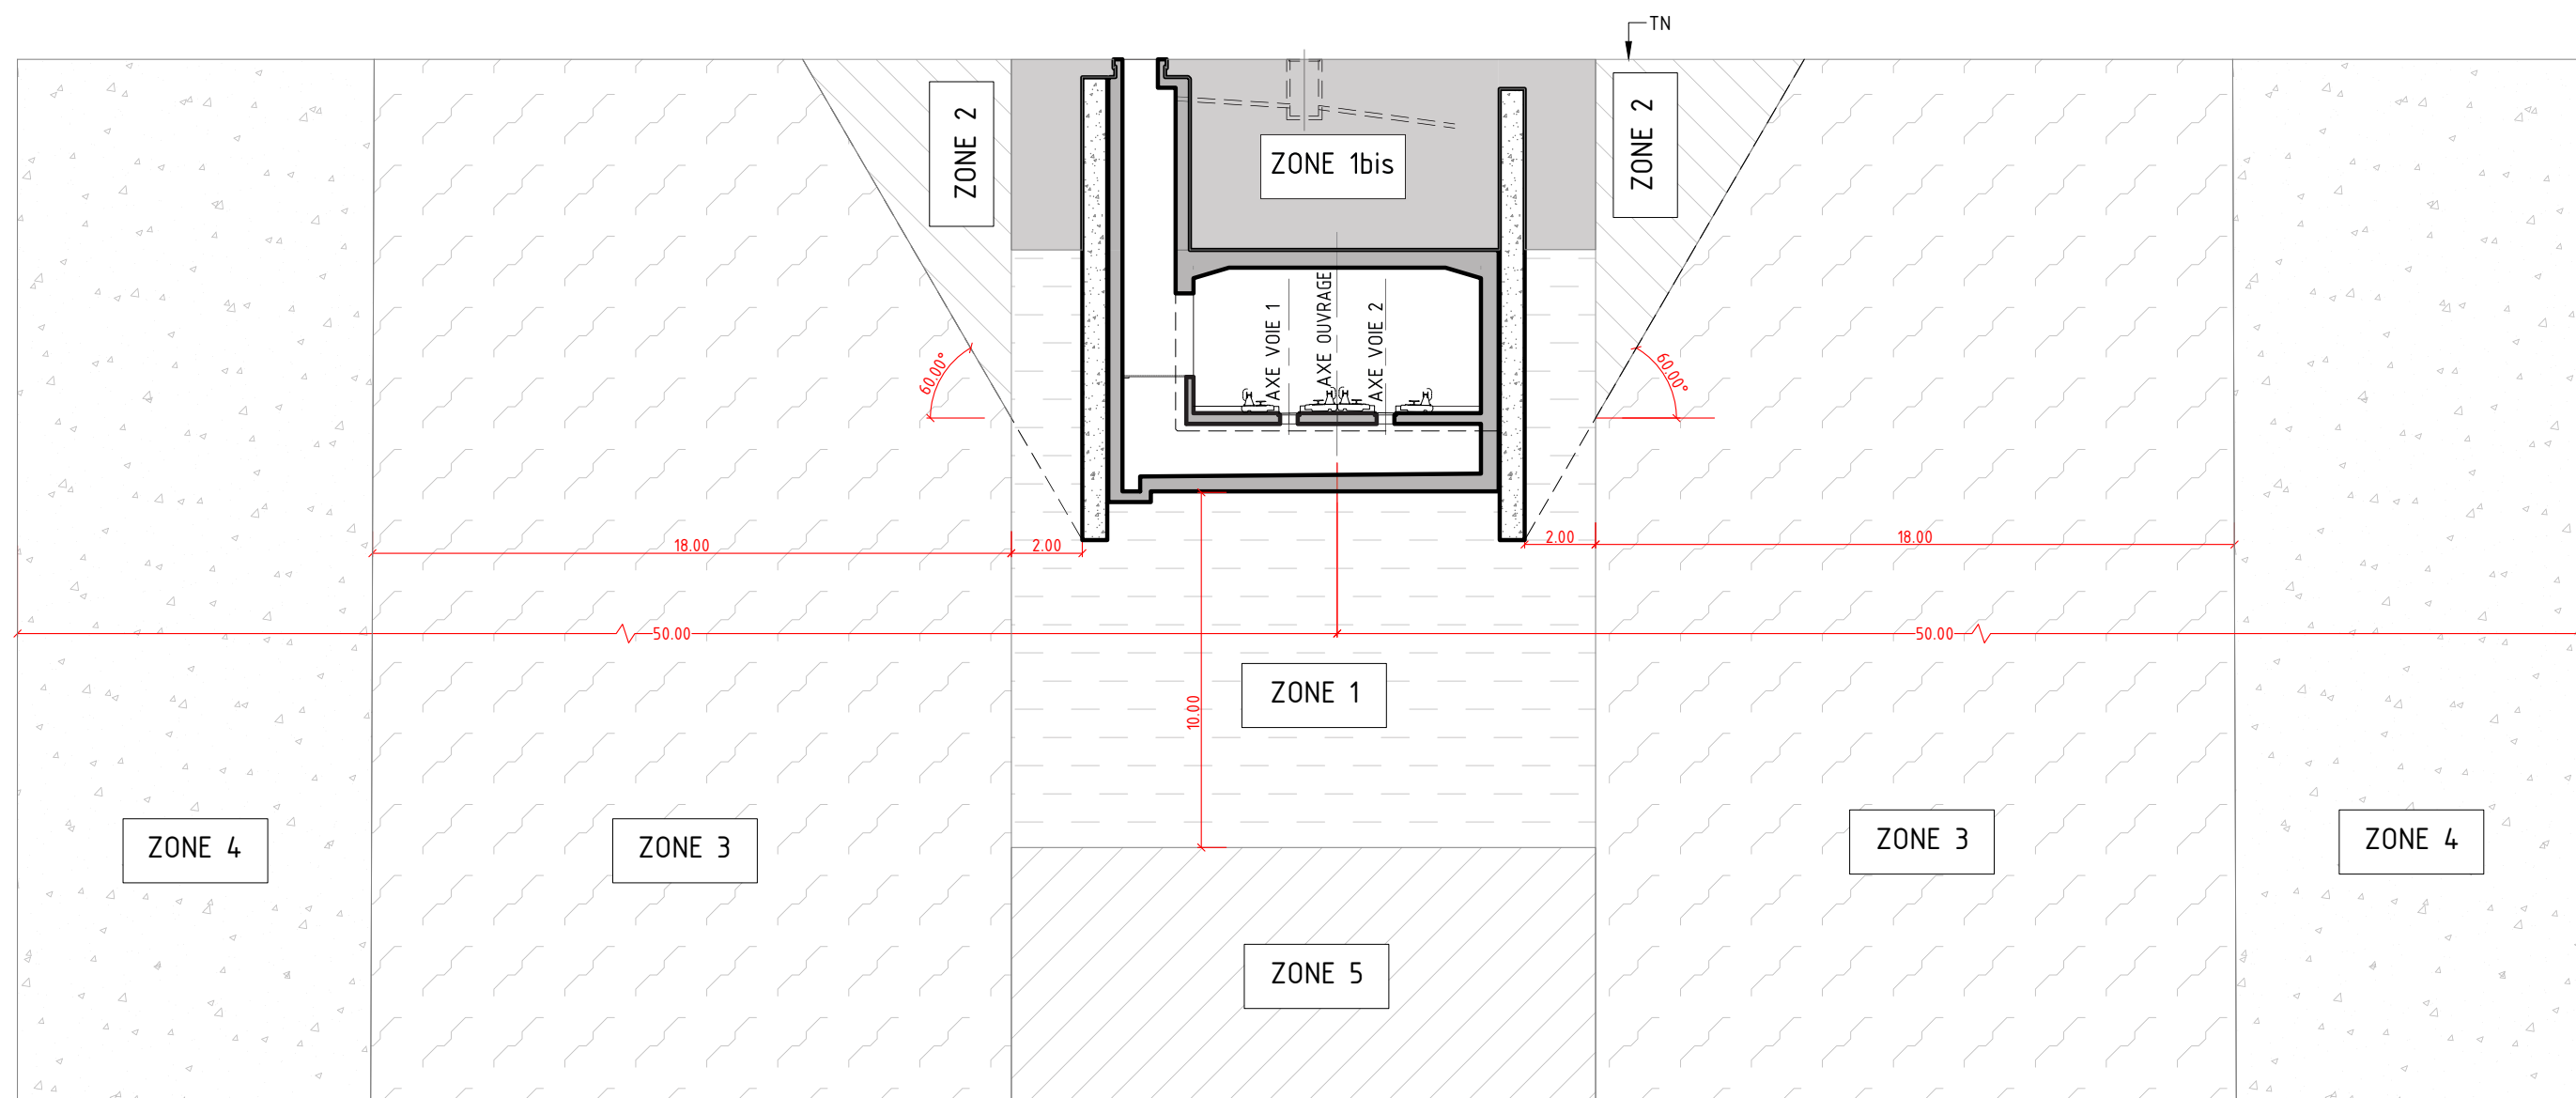 TN
ZONE 2
ZONE 1bis
ZONE 2
AXE VOIE 1
AXE OUVRAGE
AXE VOIE 2
60.00°
60.00°
18.00
2.00
2.00
18.00
50.00
50.00
10.00
ZONE 1
ZONE 4
ZONE 3
ZONE 3
ZONE 4
ZONE 5